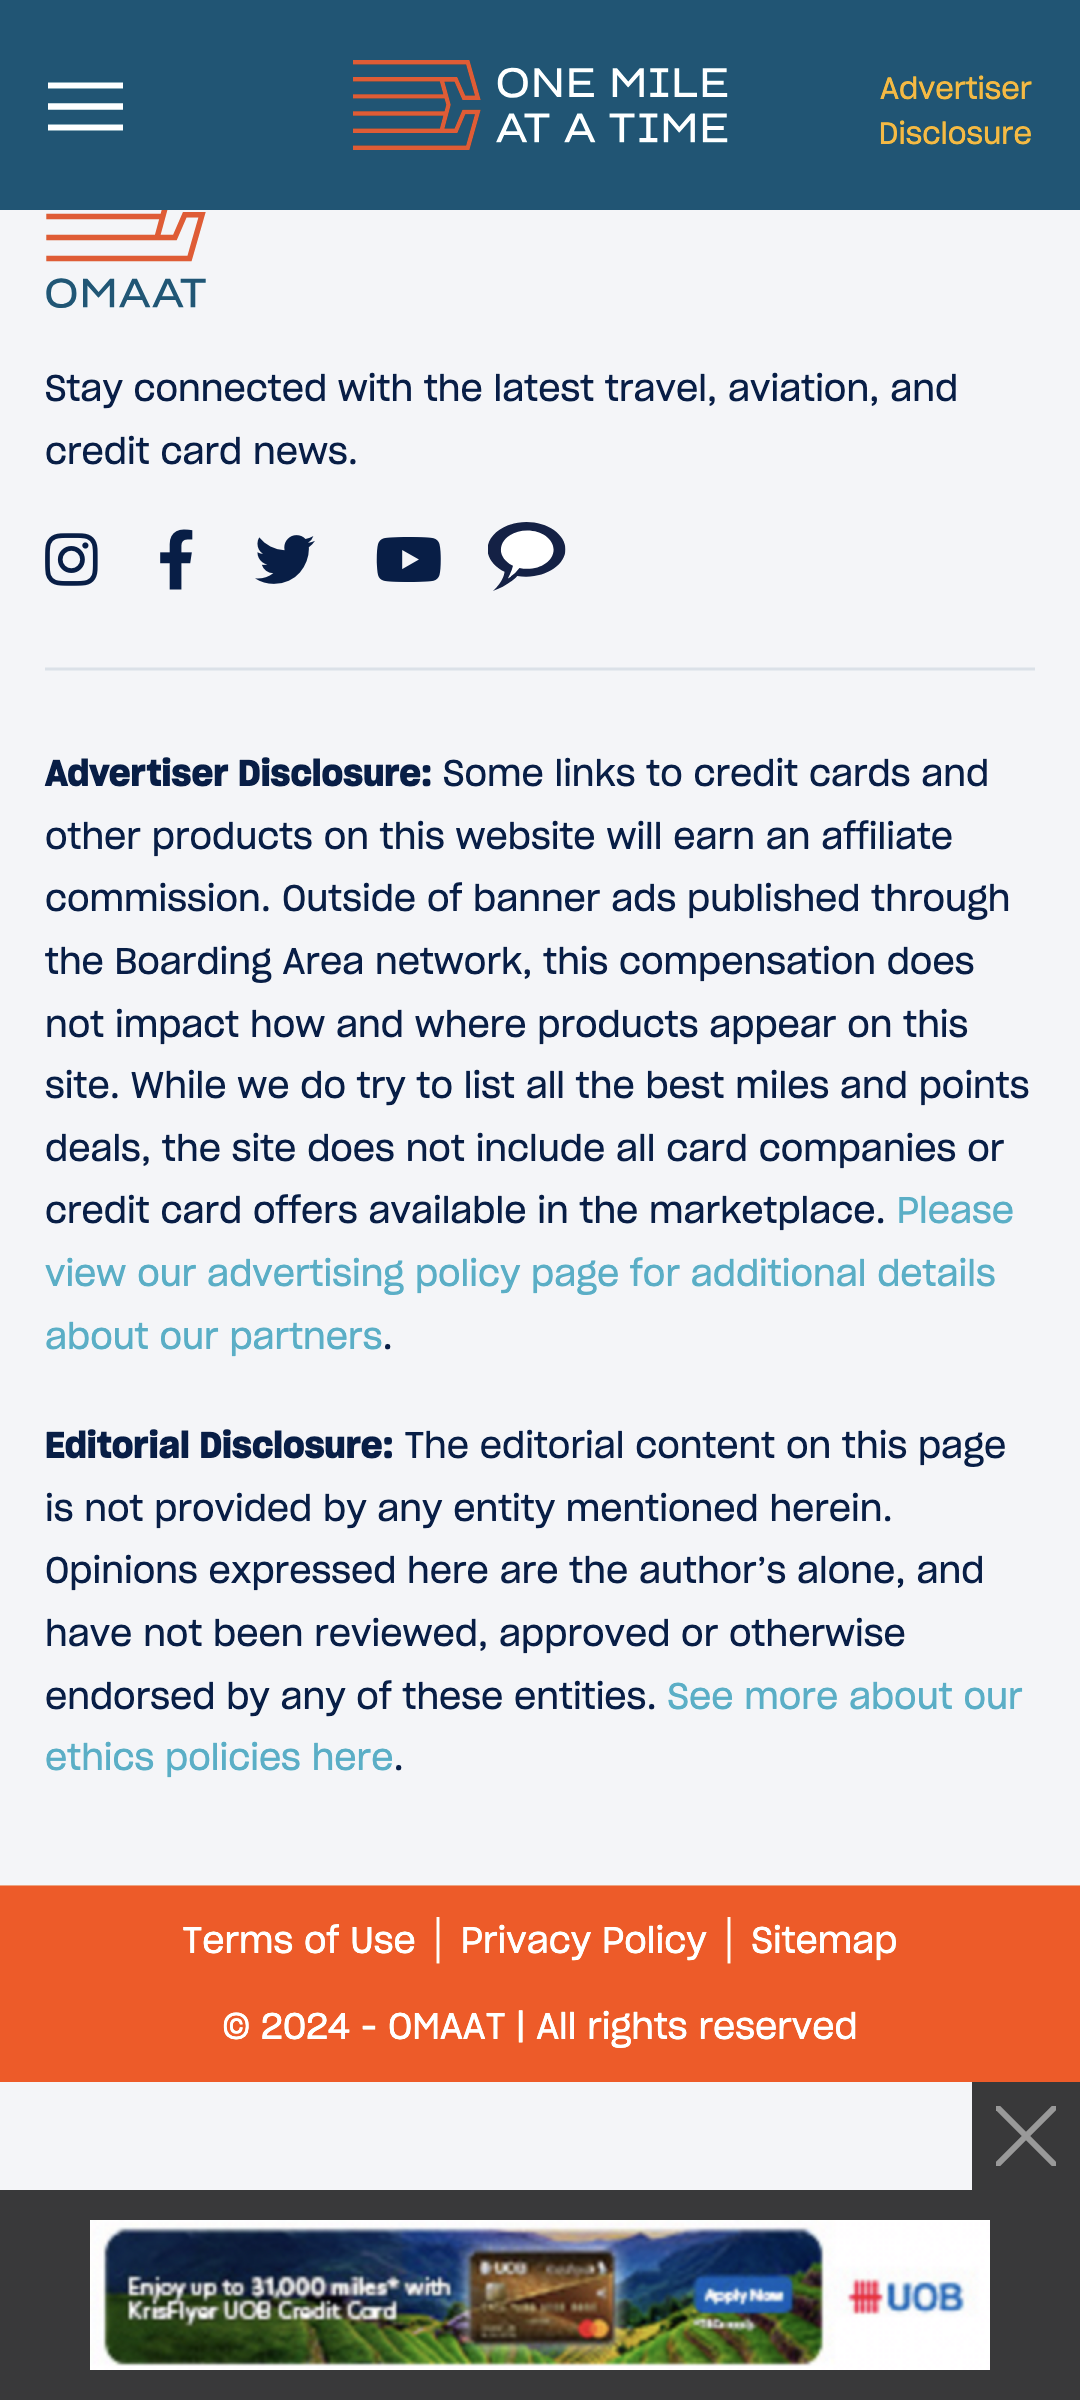 ONE MILE
AT A TIME
Advertiser
Disclosure
OMAAT
Stay connected with the latest travel, aviation, and
credit card news.
Advertiser Disclosure: Some links to credit cards and
other products on this website will earn an affiliate
commission. Outside of banner ads published through
the Boarding Area network, this compensation does
not impact how and where products appear on this
site. While we do try to list all the best miles and points
deals, the site does not include all card companies or
credit card offers available in the marketplace. Please
view our advertising policy page for additional details
about our partners.
Editorial Disclosure: The editorial content on this page
is not provided by any entity mentioned herein.
Opinions expressed here are the author’s alone, and
have not been reviewed, approved or otherwise
endorsed by any of these entities. See more about our
ethics policies here.
Terms of Use | Privacy Policy | Sitemap
© 2024 - OMAAT | All rights reserved
Enjoy up to 31,000 miles* with
KrisFlyer UOB Credit Card
UOB
Apply Now
UOB